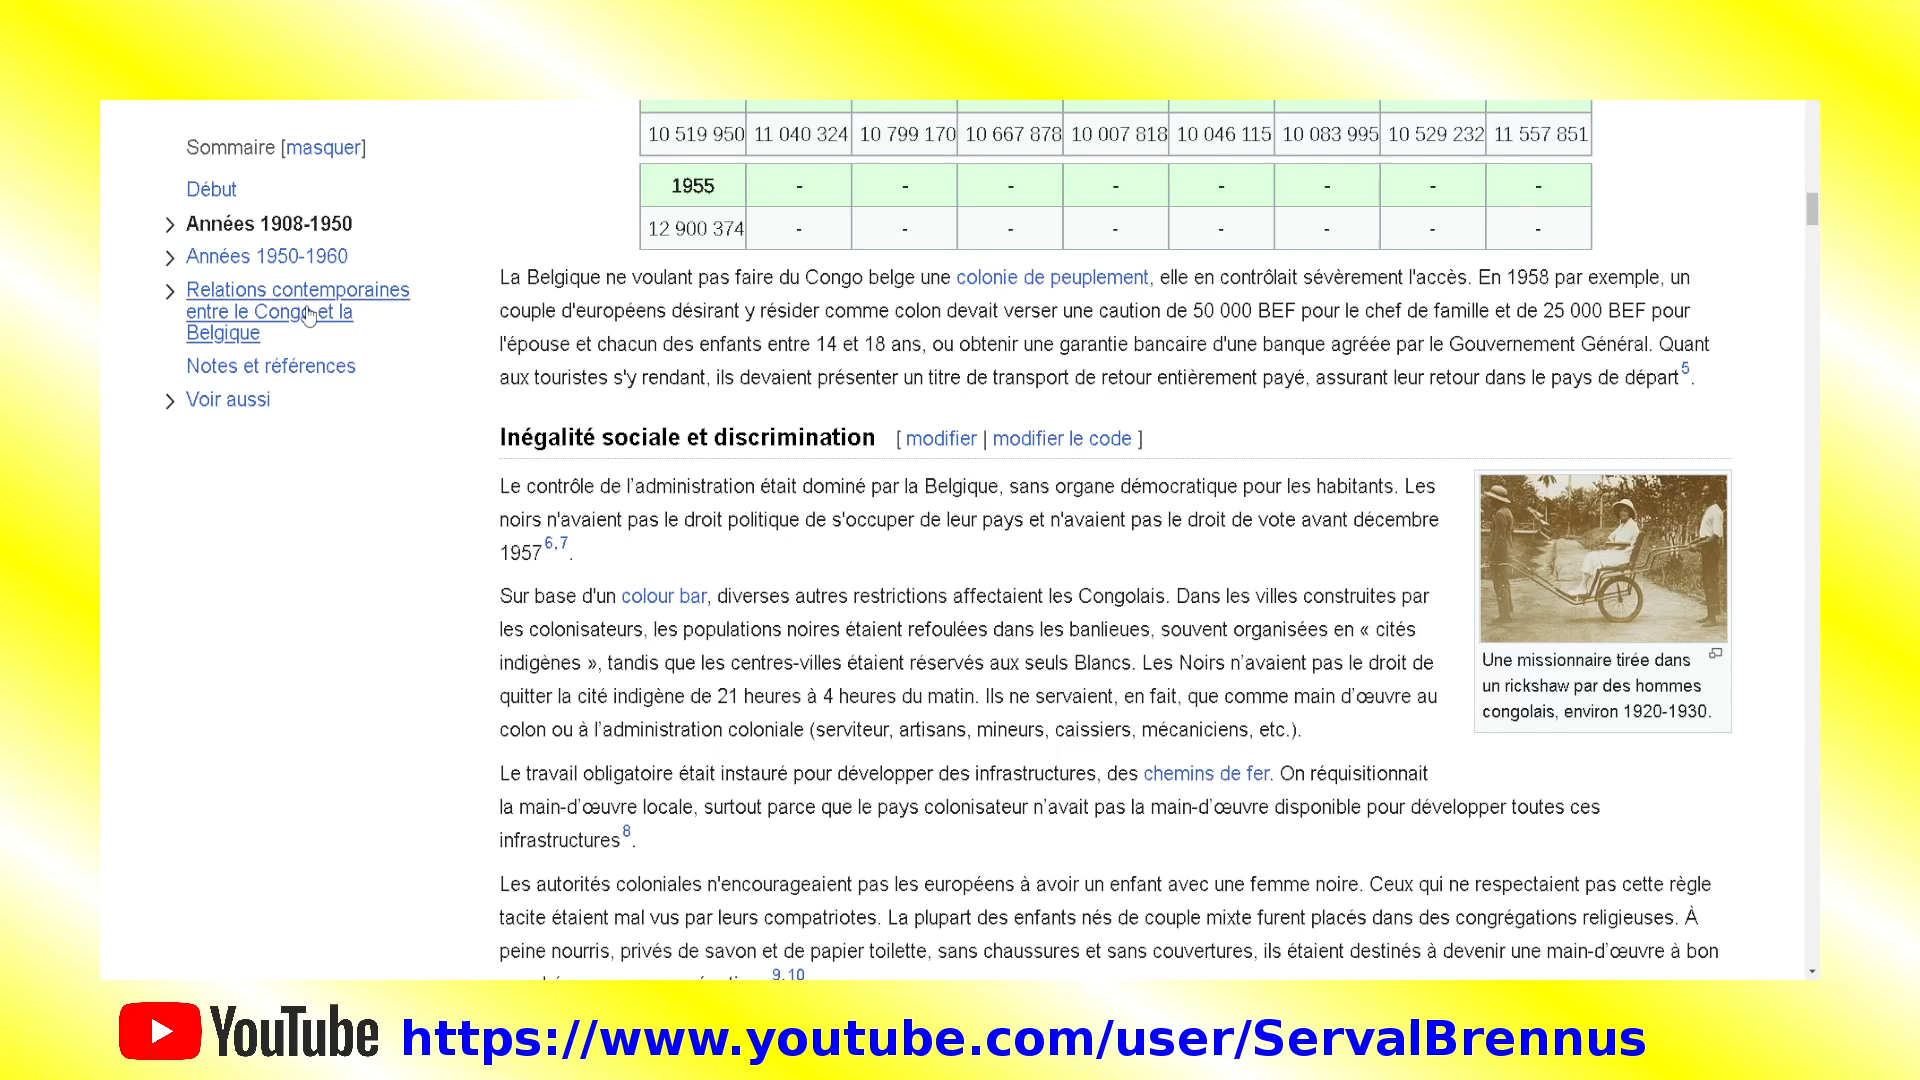 Sommaire [masquer]
Début
Années 1908-1950
Années 1950-1960
Relations contemporaines
entre le Congo et la
Belgique
Notes et références
Voir aussi
10 519 950 11 040 324 10 799 170 10 667 878 10 007 818 10 046 115 10 083 995 10 529 232 11 557 851
1955 - - - - - - - -
12 900 374 - - - - - - - -
La Belgique ne voulant pas faire du Congo belge une colonie de peuplement, elle en contrôlait sévèrement l'accès. En 1958 par exemple, un
couple d'européens désirant y résider comme colon devait verser une caution de 50 000 BEF pour le chef de famille et de 25 000 BEF pour
l'épouse et chacun des enfants entre 14 et 18 ans, ou obtenir une garantie bancaire d'une banque agréée par le Gouvernement Général. Quant
aux touristes s'y rendant, ils devaient présenter un titre de transport de retour entièrement payé, assurant leur retour dans le pays de départ5.
Inégalité sociale et discrimination [ modifier | modifier le code ]
Le contrôle de l’administration était dominé par la Belgique, sans organe démocratique pour les habitants. Les
noirs n'avaient pas le droit politique de s'occuper de leur pays et n'avaient pas le droit de vote avant décembre
1957 6,7.
Sur base d'un colour bar, diverses autres restrictions affectaient les Congolais. Dans les villes construites par
les colonisateurs, les populations noires étaient refoulées dans les banlieues, souvent organisées en « cités
indigènes », tandis que les centres-villes étaient réservés aux seuls Blancs. Les Noirs n’avaient pas le droit de
quitter la cité indigène de 21 heures à 4 heures du matin. Ils ne servaient, en fait, que comme main d’œuvre au
colon ou à l’administration coloniale (serviteur, artisans, mineurs, caissiers, mécaniciens, etc.).
Une missionnaire tirée dans
un rickshaw par des hommes
congolais, environ 1920-1930.
Le travail obligatoire était instauré pour développer des infrastructures, des chemins de fer. On réquisitionnait
la main-d’œuvre locale, surtout parce que le pays colonisateur n’avait pas la main-d’œuvre disponible pour développer toutes ces
infrastructures 8.
Les autorités coloniales n'encourageaient pas les européens à avoir un enfant avec une femme noire. Ceux qui ne respectaient pas cette règle
tacite étaient mal vus par leurs compatriotes. La plupart des enfants nés de couple mixte furent placés dans des congrégations religieuses. À
peine nourris, privés de savon et de papier toilette, sans chaussures et sans couvertures, ils étaient destinés à devenir une main-d’œuvre à bon
9,10
YouTube https://www.youtube.com/user/ServalBrennus